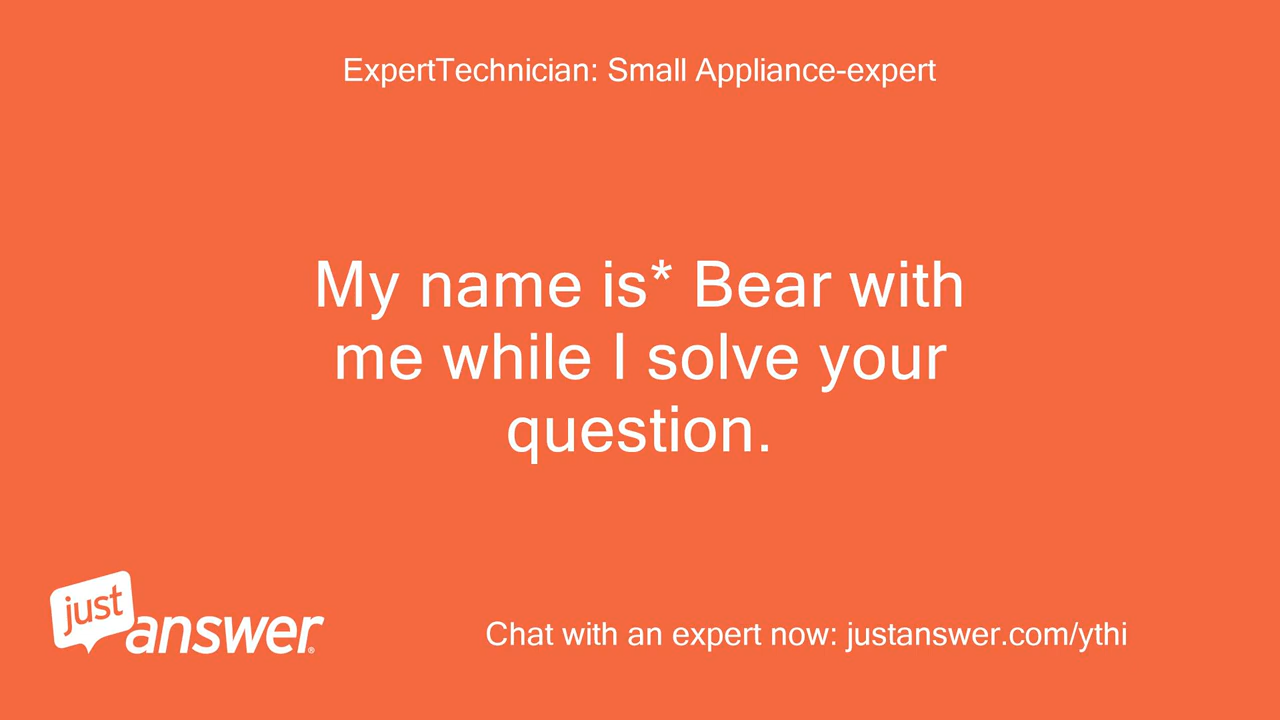 ExpertTechnician: Small Appliance-expert
My name is* Bear with
me while I solve your
question.
just
answer®
Chat with an expert now: justanswer.com/ythi